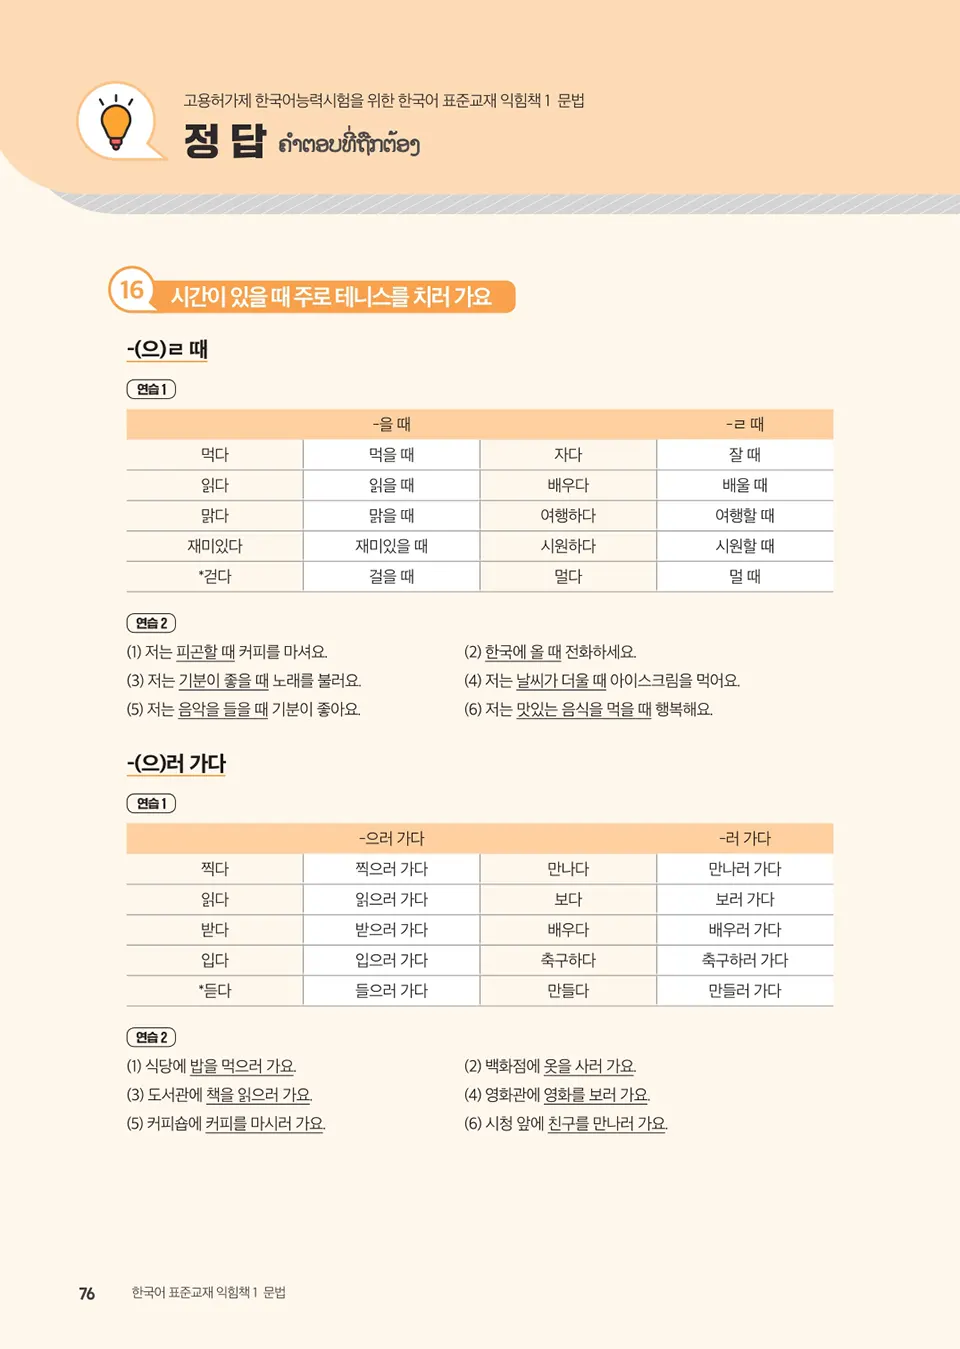 고용허가제 한국어능력시험을 위한 한국어 표준교재 익힘책 1 문법
정 답 ຄຳຕອບທີ່ຖືກຕ້ອງ
16 시간이 있을 때 주로 테니스를 치러 가요
-(으)ㄹ 때
연습 1
-을 때 -ㄹ 때
먹다 먹을 때 자다 잘 때
읽다 읽을 때 배우다 배울 때
맑다 맑을 때 여행하다 여행할 때
재미있다 재미있을 때 시원하다 시원할 때
*걷다 걸을 때 멀다 멀 때
연습 2
(1) 저는 피곤할 때 커피를 마셔요. (2) 한국에 올 때 전화하세요.
(3) 저는 기분이 좋을 때 노래를 불러요. (4) 저는 날씨가 더울 때 아이스크림을 먹어요.
(5) 저는 음악을 들을 때 기분이 좋아요. (6) 저는 맛있는 음식을 먹을 때 행복해요.
-(으)러 가다
연습 1
-으러 가다 -러 가다
찍다 찍으러 가다 만나다 만나러 가다
읽다 읽으러 가다 보다 보러 가다
받다 받으러 가다 배우다 배우러 가다
입다 입으러 가다 축구하다 축구하러 가다
*듣다 들으러 가다 만들다 만들러 가다
연습 2
(1) 식당에 밥을 먹으러 가요. (2) 백화점에 옷을 사러 가요.
(3) 도서관에 책을 읽으러 가요. (4) 영화관에 영화를 보러 가요.
(5) 커피숍에 커피를 마시러 가요. (6) 시청 앞에 친구를 만나러 가요.
76 한국어 표준교재 익힘책 1 문법